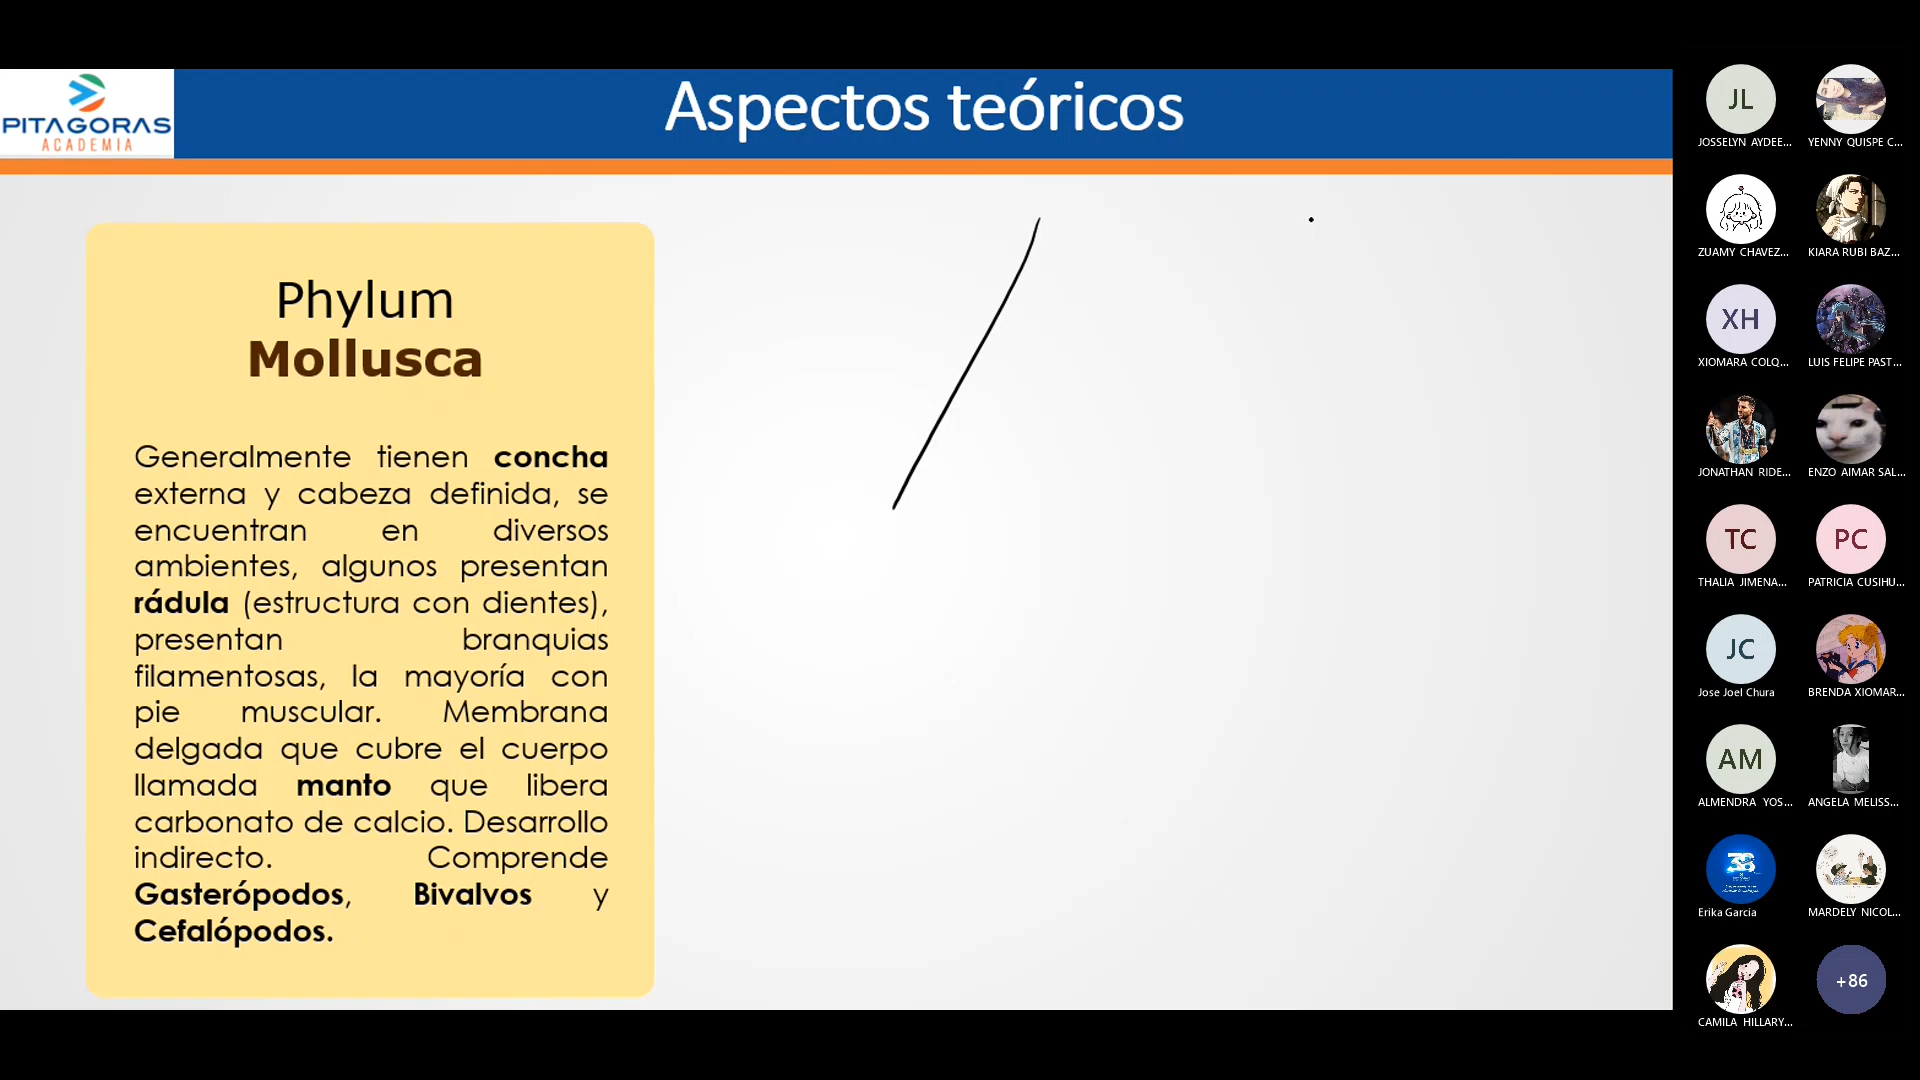 PITAGORAS
ACADEMIA
Aspectos teóricos
Phylum
Mollusca
Generalmente tienen concha
externa y cabeza definida, se
encuentran en diversos
ambientes, algunos presentan
rádula (estructura con dientes),
presentan branquias
filamentosas, la mayoría con
pie muscular. Membrana
delgada que cubre el cuerpo
llamada manto que libera
carbonato de calcio. Desarrollo
indirecto. Comprende
Gasterópodos, Bivalvos y
Cefalópodos.
JL
JOSSELYN AYDEE...
YENNY QUISPE C...
ZUAMY CHAVEZ...
KIARA RUBI BAZ...
XH
XIOMARA COLQ...
LUIS FELIPE PAST...
JONATHAN RIDE...
ENZO AIMAR SAL...
TC
THALIA JIMENA...
PC
PATRICIA CUSIHU...
JC
Jose Joel Chura
BRENDA XIOMAR...
AM
ALMENDRA YOS...
ANGELA MELISS...
Erika García
MARDELY NICOL...
CAMILA HILLARY...
+86